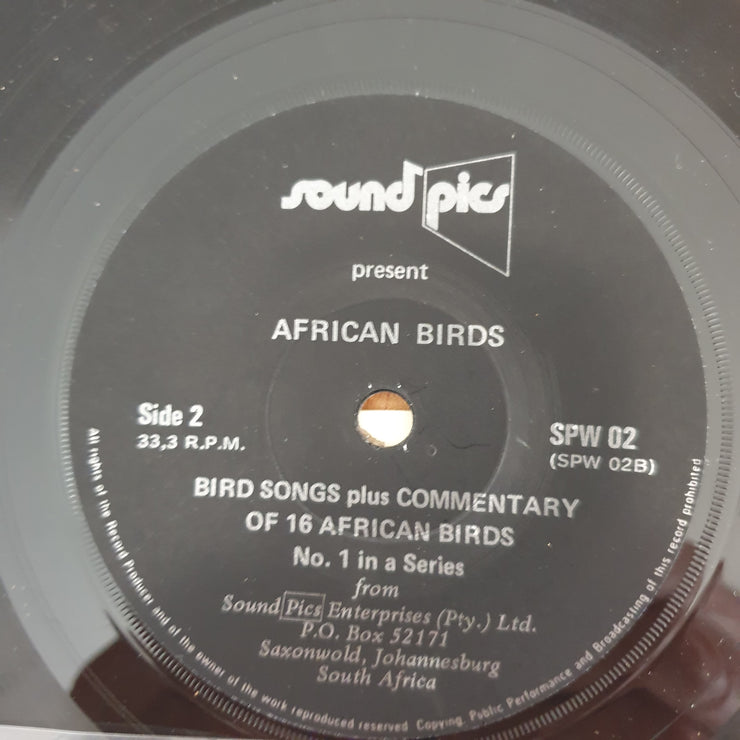 sound pics
present
AFRICAN BIRDS
Side 2
33,3 R.P.M.
SPW 02
(SPW 02B)
BIRD SONGS plus COMMENTARY
OF 16 AFRICAN BIRDS
No. 1 in a Series
from
Sound Pics Enterprises (Pty.) Ltd.
P.O. Box 52171
Saxonwold, Johannesburg
South Africa
All rights of the Record Producer and of the owner of the work reproduced reserved Copying, Public Performance and Broadcasting of this record prohibited